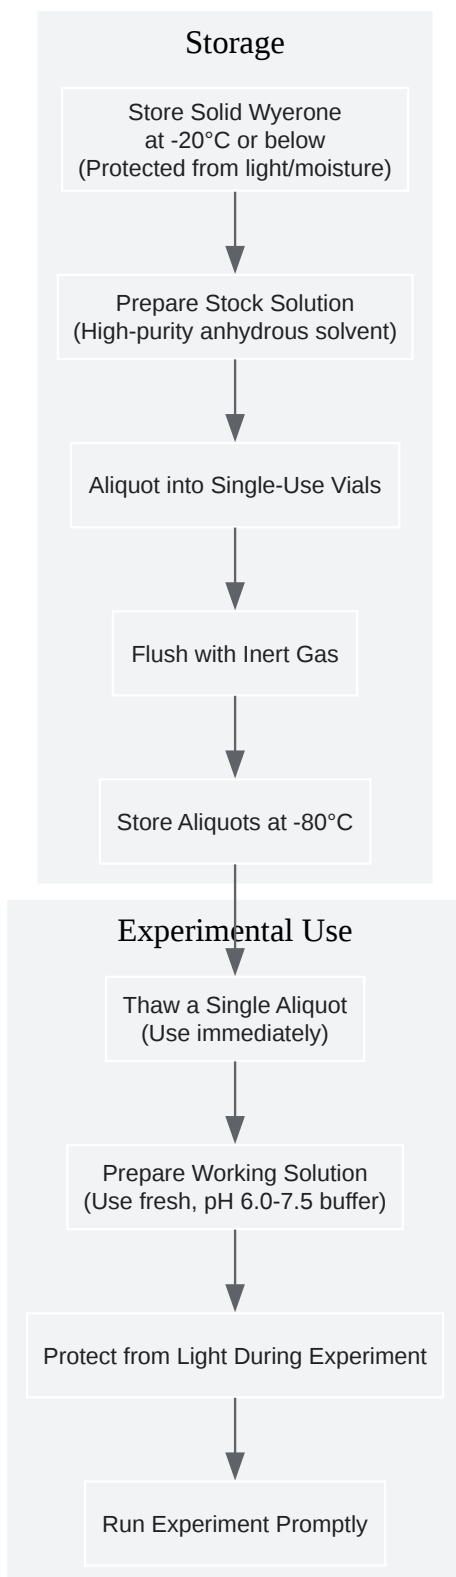 Storage
Store Solid Wyerone
at -20°C or below
(Protected from light/moisture)
Prepare Stock Solution
(High-purity anhydrous solvent)
Aliquot into Single-Use Vials
Flush with Inert Gas
Store Aliquots at -80°C
Experimental Use
Thaw a Single Aliquot
(Use immediately)
Prepare Working Solution
(Use fresh, pH 6.0-7.5 buffer)
Protect from Light During Experiment
Run Experiment Promptly